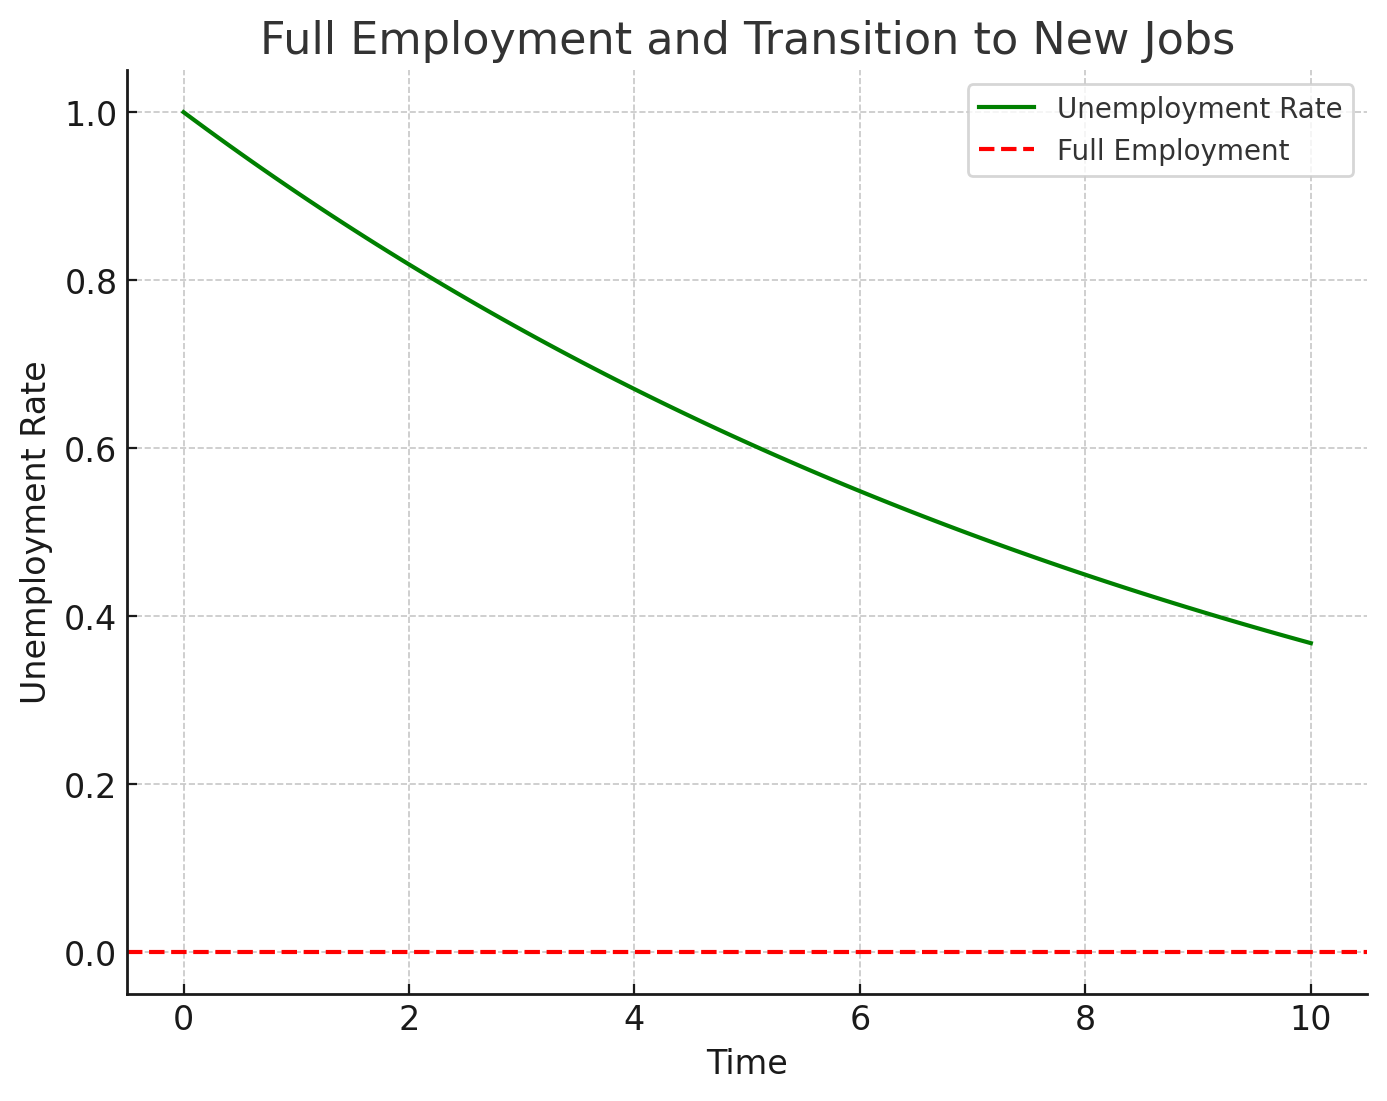 Full Employment and Transition to New Jobs
Unemployment Rate
Full Employment
1.0
0.8
0.6
0.4
0.2
0.0
Unemployment Rate
0 2 4 6 8 10
Time